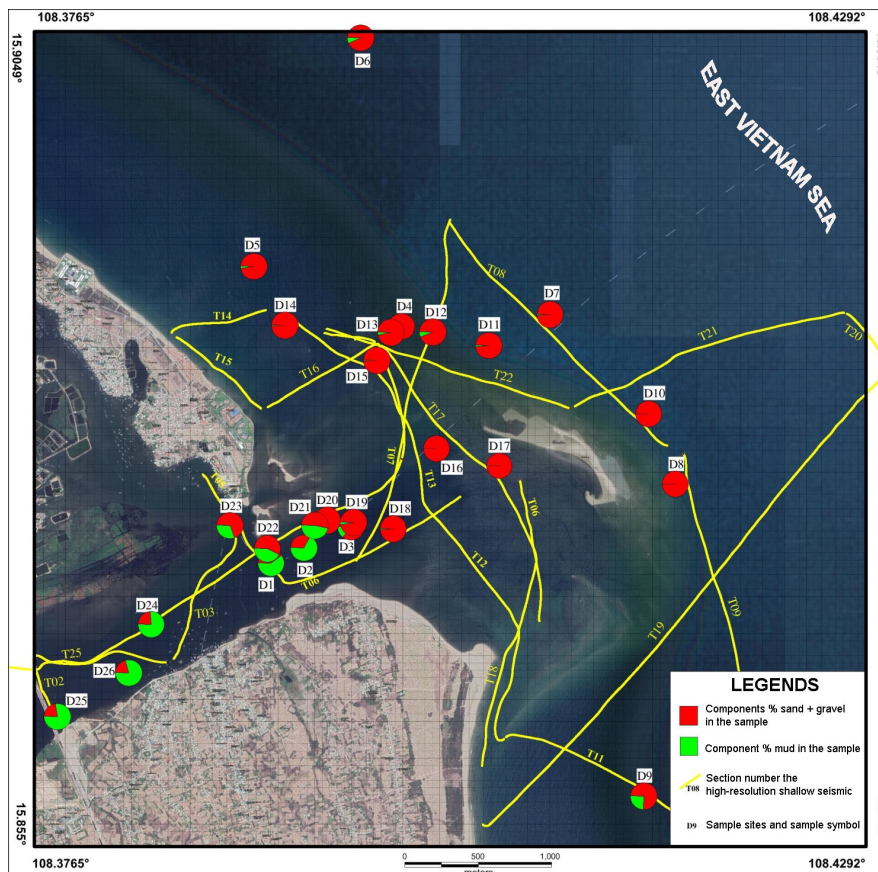 108.3765°
108.4292°
15.9049°
D6
EAST VIETNAM SEA
D5
T08
D7
T14
D14
D13
D4
D12
D11
T21
T20
T15
T16
D15
T22
T17
D10
D16
D17
D8
T07
T13
T06
D23
D22
D21
D20
D19
D3
D18
D2
D1
T06
T12
D24
T03
T25
D26
T02
D25
T18
T19
T09
T11
D9
LEGENDS
Components % sand + gravel
in the sample
Component % mud in the sample
Section number the
high-resolution shallow seismic
T08
D9
Sample sites and sample symbol
15.855°
108.3765°
0 500 1,000
meters
108.4292°